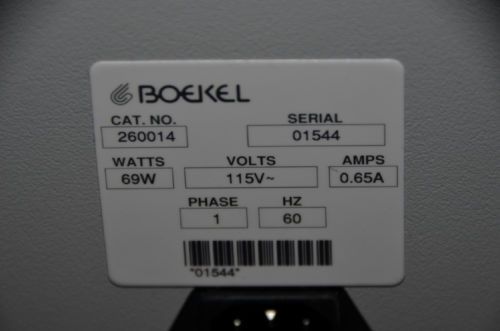 BOEKEL
CAT. NO. SERIAL
260014 01544
WATTS VOLTS AMPS
69W 115V~ 0.65A
PHASE HZ
1 60
"01544"